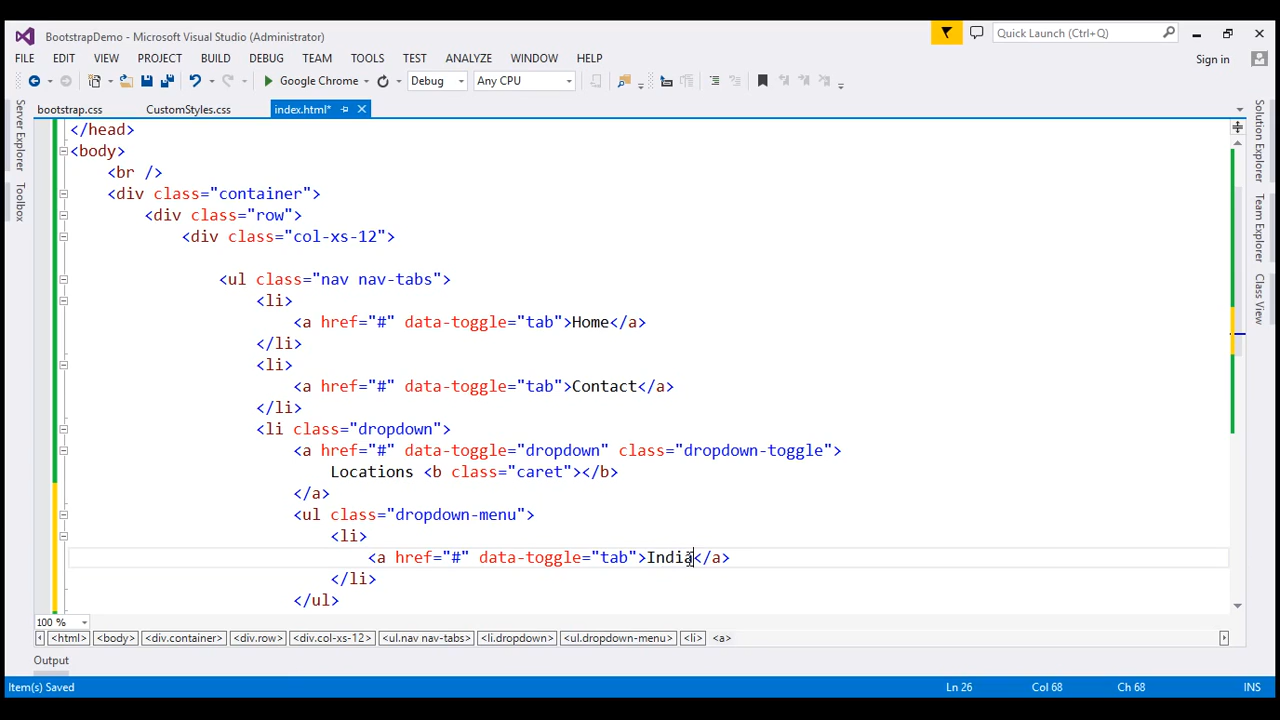 BootstrapDemo - Microsoft Visual Studio (Administrator)
Quick Launch (Ctrl+Q)
FILE EDIT VIEW PROJECT BUILD DEBUG TEAM TOOLS TEST ANALYZE WINDOW HELP
Sign in
Google Chrome Debug Any CPU
bootstrap.css CustomStyles.css index.html*
Server Explorer
Toolbox
Solution Explorer
Team Explorer
Class View
</head>
<body>
<br />
<div class="container">
<div class="row">
<div class="col-xs-12">
<ul class="nav nav-tabs">
<li>
<a href="#" data-toggle="tab">Home</a>
</li>
<li>
<a href="#" data-toggle="tab">Contact</a>
</li>
<li class="dropdown">
<a href="#" data-toggle="dropdown" class="dropdown-toggle">
Locations <b class="caret"></b>
</a>
<ul class="dropdown-menu">
<li>
<a href="#" data-toggle="tab">India</a>
</li>
</ul>
100 %
<html> <body> <div.container> <div.row> <div.col-xs-12> <ul.nav nav-tabs> <li.dropdown> <ul.dropdown-menu> <li> <a>
Output
Item(s) Saved Ln 26 Col 68 Ch 68 INS